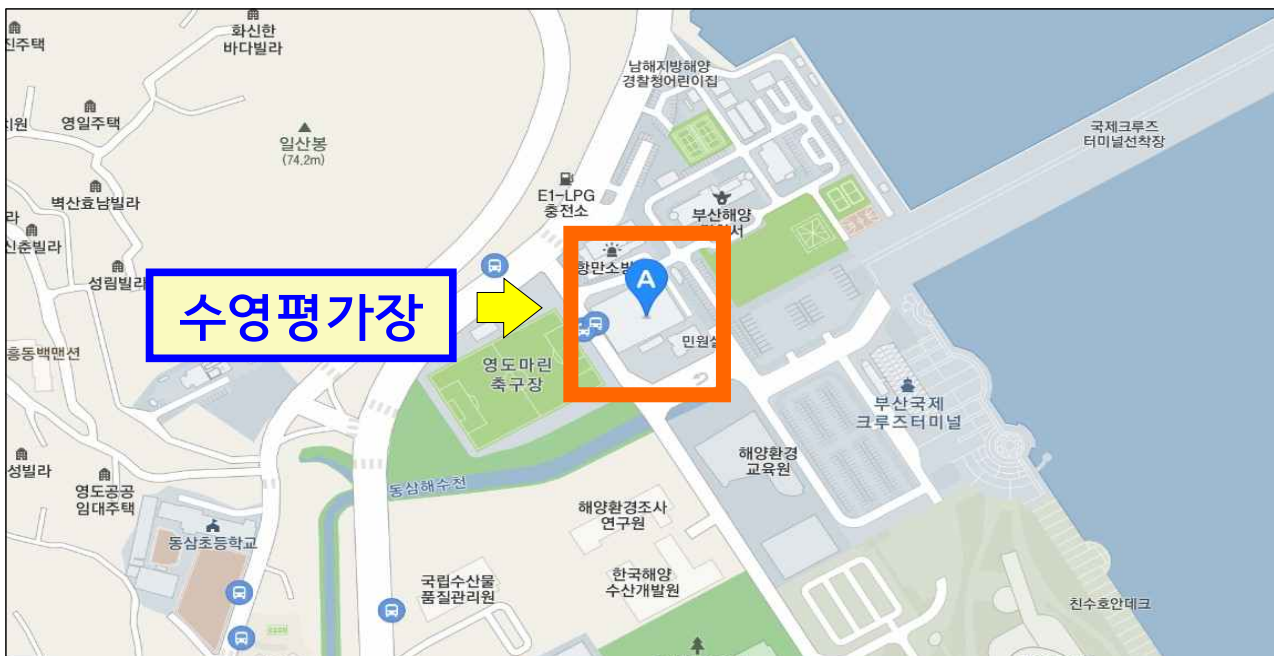 화신한
바다빌라
진주택
남해지방해양
경찰청어린이집
영일주택
국제크루즈
터미널선착장
일산봉
(74.2m)
E1-LPG
충전소
벽산효남빌라
부산해양
신춘빌라
성림빌라
항만소방
A
수영평가장
민원실
흥동백맨션
영도마린
축구장
부산국제
크루즈터미널
해양환경
교육원
성빌라
영도공공
임대주택
동삼해수천
해양환경조사
연구원
동삼초등학교
국립수산물
품질관리원
한국해양
수산개발원
친수호안데크